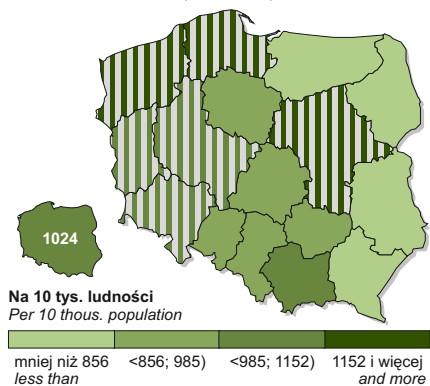 1024
Na 10 tys. ludności
Per 10 thous. population
mniej niż 856 <856; 985) <985; 1152) 1152 i więcej
less than and more